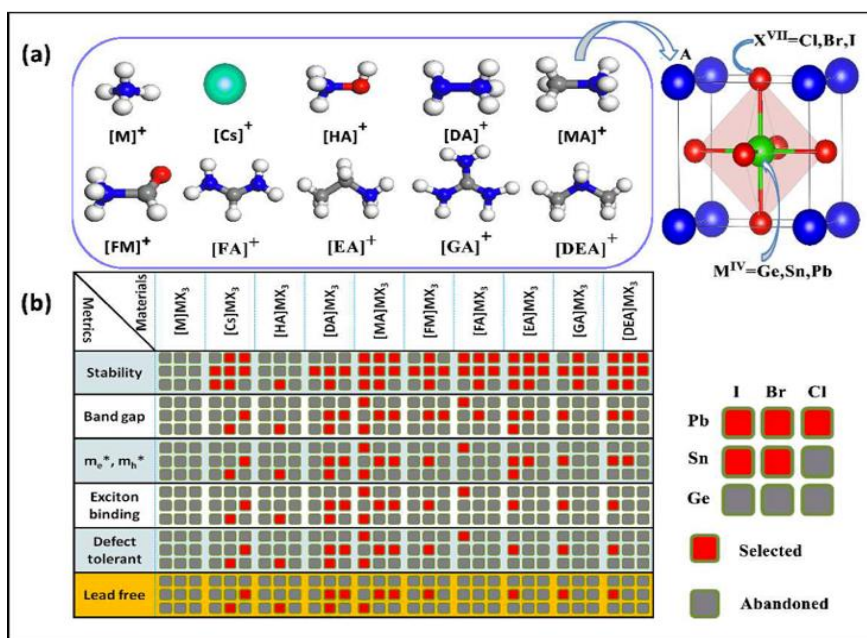 (a)
X^VII=Cl,Br,I
A
[M]⁺ [Cs]⁺ [HA]⁺ [DA]⁺ [MA]⁺
[FM]⁺ [FA]⁺ [EA]⁺ [GA]⁺ [DEA]⁺
M^IV=Ge,Sn,Pb
(b)
Metrics
Materials
[M]MX₃
[Cs]MX₃
[HA]MX₃
[DA]MX₃
[MA]MX₃
[FM]MX₃
[FA]MX₃
[EA]MX₃
[GA]MX₃
[DEA]MX₃
Stability
Band gap
mₑ*, mₕ*
Exciton
binding
Defect
tolerant
Lead free
I Br Cl
Pb
Sn
Ge
Selected
Abandoned